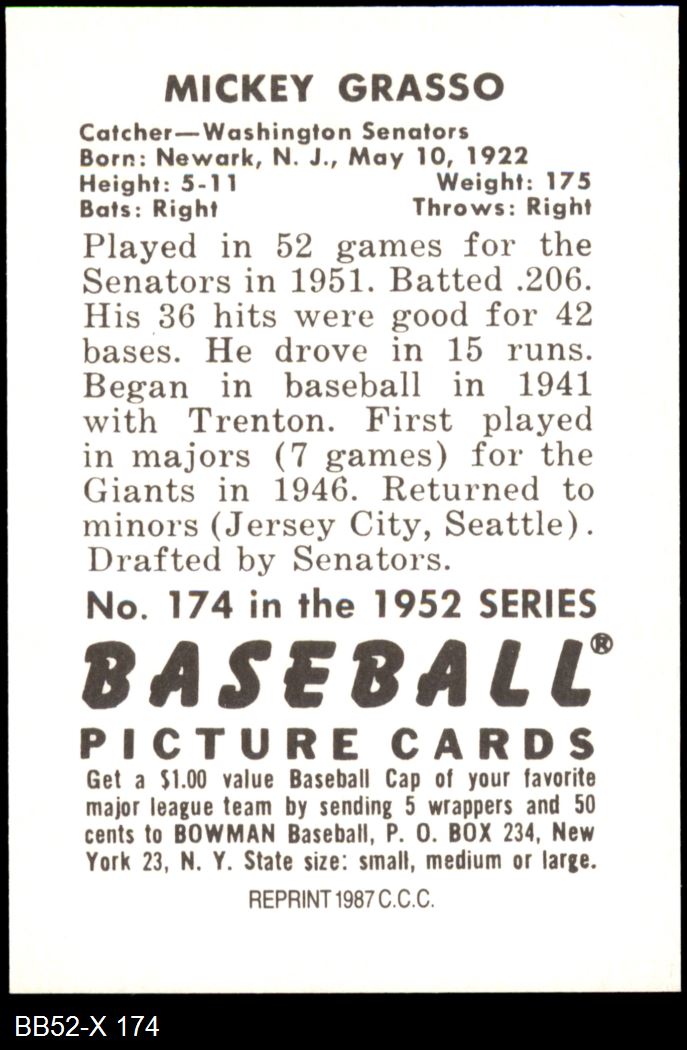 MICKEY GRASSO
Catcher—Washington Senators
Born: Newark, N. J., May 10, 1922
Height: 5-11 Weight: 175
Bats: Right Throws: Right
Played in 52 games for the
Senators in 1951. Batted .206.
His 36 hits were good for 42
bases. He drove in 15 runs.
Began in baseball in 1941
with Trenton. First played
in majors (7 games) for the
Giants in 1946. Returned to
minors (Jersey City, Seattle).
Drafted by Senators.
No. 174 in the 1952 SERIES
BASEBALL®
PICTURE CARDS
Get a $1.00 value Baseball Cap of your favorite
major league team by sending 5 wrappers and 50
cents to BOWMAN Baseball, P. O. BOX 234, New
York 23, N. Y. State size: small, medium or large.
REPRINT 1987 C.C.C.
BB52-X 174